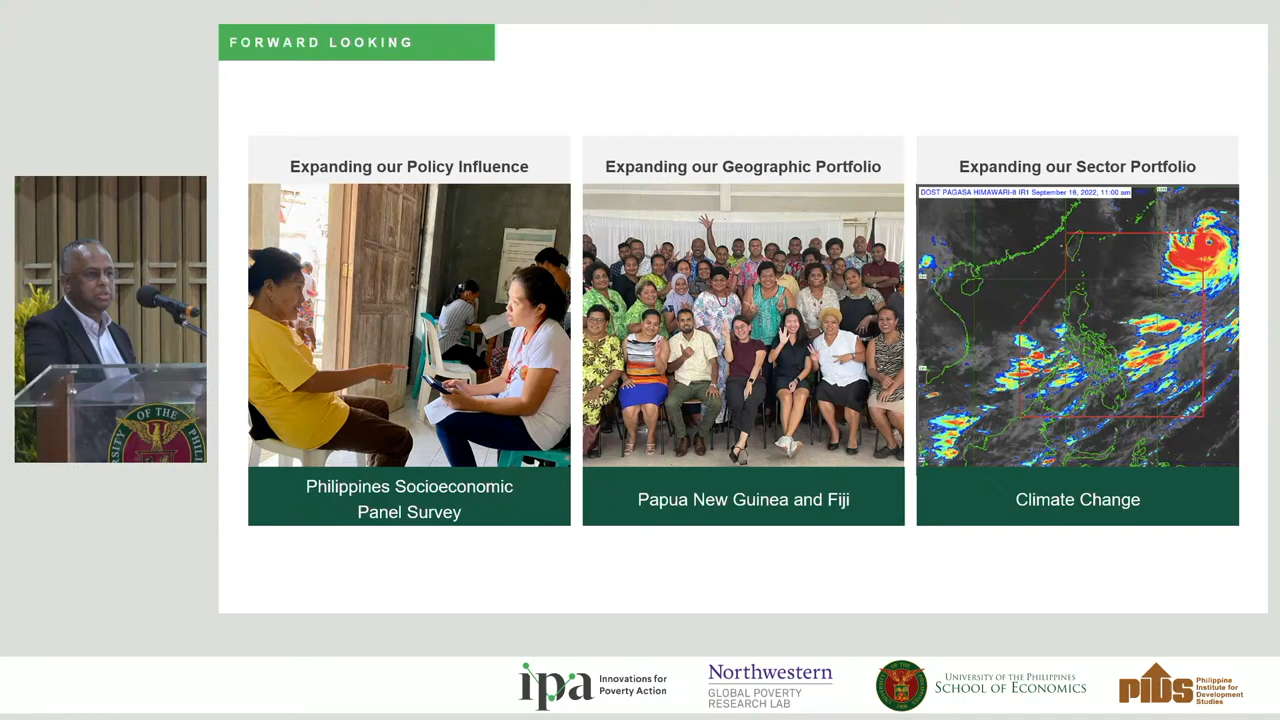 FORWARD LOOKING
Expanding our Policy Influence
Expanding our Geographic Portfolio
Expanding our Sector Portfolio
DOST PAGASA HIMAWARI-8 IR1 September 16, 2022, 11:00 am
Philippines Socioeconomic
Panel Survey
Papua New Guinea and Fiji
Climate Change
OF THE
ipa
Innovations for
Poverty Action
Northwestern
GLOBAL POVERTY
RESEARCH LAB
UNIVERSITY OF THE PHILIPPINES
SCHOOL OF ECONOMICS
PIDS
Philippine
Institute for
Development
Studies